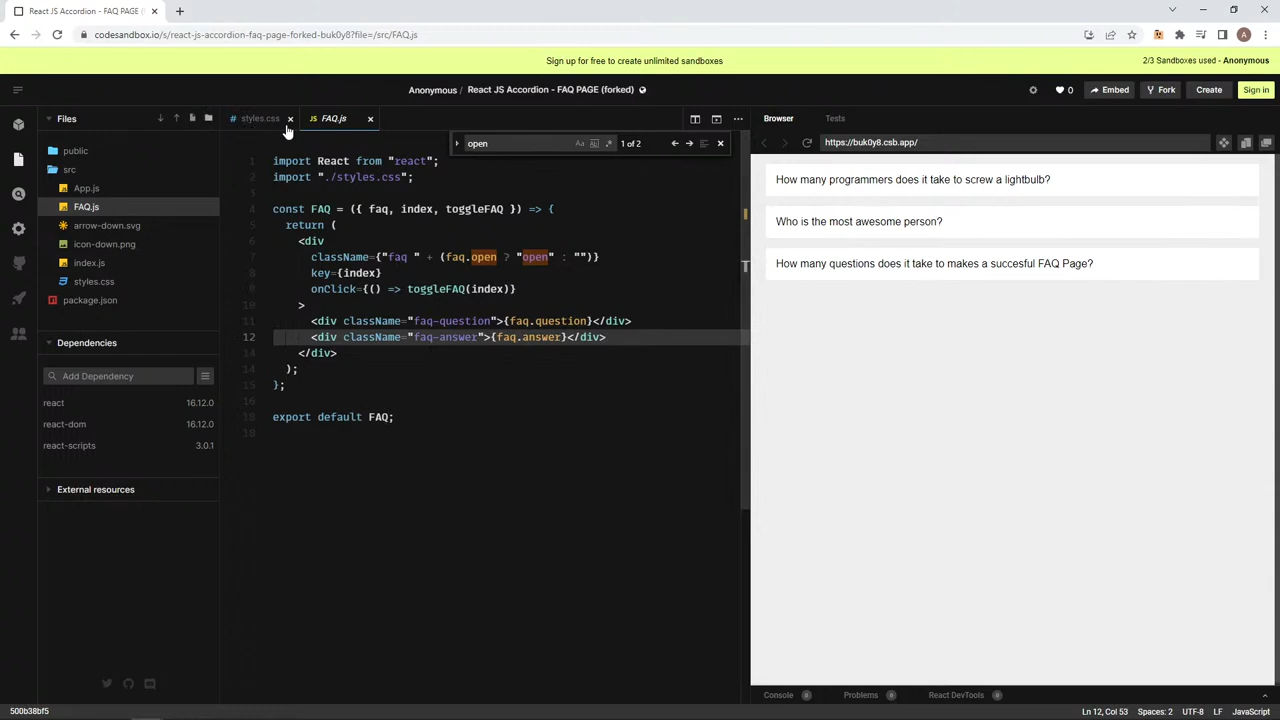 React JS Accordion - FAQ PAGE (f
codesandbox.io/s/react-js-accordion-faq-page-forked-buk0y8?file=/src/FAQ.js
A
Sign up for free to create unlimited sandboxes
2/3 Sandboxes used - Anonymous
Anonymous / React JS Accordion - FAQ PAGE (forked)
0
Embed
Fork
Create
Sign in
Files
# styles.css
JS FAQ.js
Browser
Tests
open
Aa
1 of 2
https://buk0y8.csb.app/
public
src
JS App.js
JS FAQ.js
arrow-down.svg
icon-down.png
JS index.js
styles.css
package.json
Dependencies
Add Dependency
react 16.12.0
react-dom 16.12.0
react-scripts 3.0.1
External resources
1 import React from "react";
2 import "./styles.css";
3
4 const FAQ = ({ faq, index, toggleFAQ }) => {
5 return (
6 <div
7 className={"faq " + (faq.open ? "open" : "")}
8 key={index}
9 onClick={() => toggleFAQ(index)}
10 >
11 <div className="faq-question">{faq.question}</div>
12 <div className="faq-answer">{faq.answer}</div>
13 </div>
14 );
15 };
16
17 export default FAQ;
18
How many programmers does it take to screw a lightbulb?
Who is the most awesome person?
How many questions does it take to makes a succesful FAQ Page?
Console 0
Problems 0
React DevTools 0
500b38bf5
Ln 12, Col 53
Spaces: 2
UTF-8
LF
JavaScript